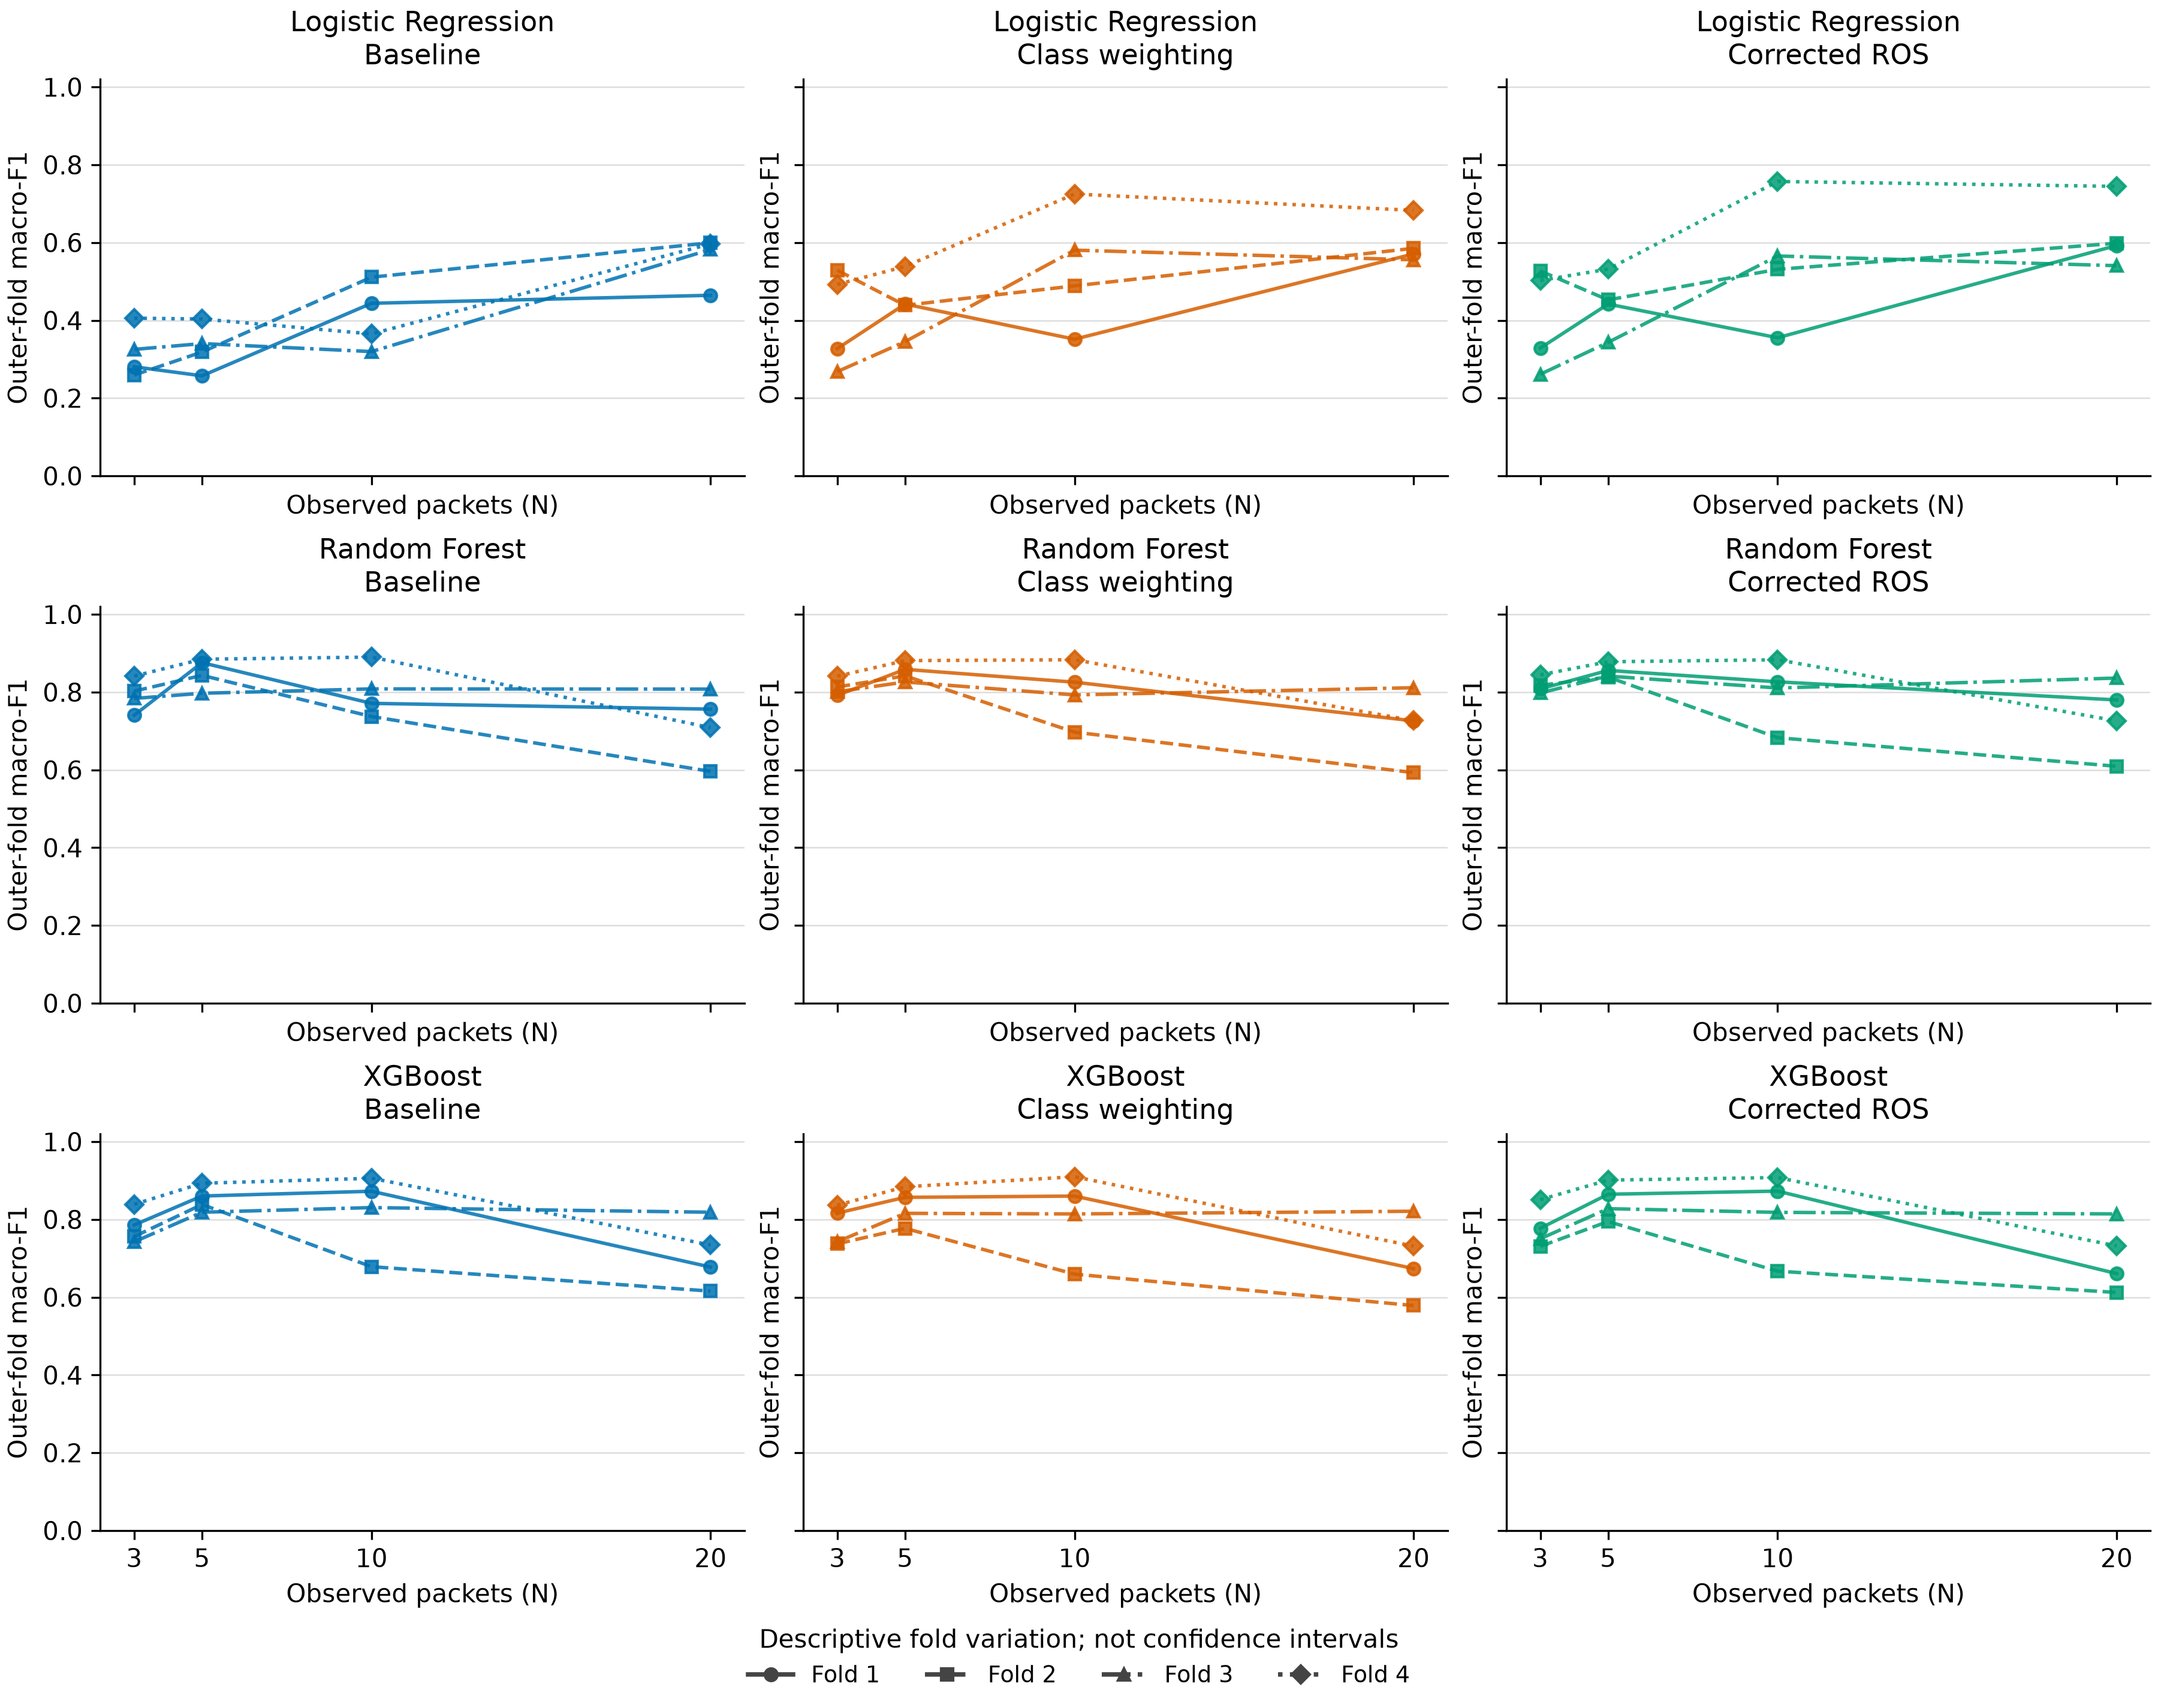 Logistic Regression
Baseline
Logistic Regression
Class weighting
Logistic Regression
Corrected ROS
Outer-fold macro-F1
1.0
0.8
0.6
0.4
0.2
0.0
Observed packets (N)
Outer-fold macro-F1
Observed packets (N)
Outer-fold macro-F1
Observed packets (N)
Random Forest
Baseline
Random Forest
Class weighting
Random Forest
Corrected ROS
Outer-fold macro-F1
1.0
0.8
0.6
0.4
0.2
0.0
Observed packets (N)
Outer-fold macro-F1
Observed packets (N)
Outer-fold macro-F1
Observed packets (N)
XGBoost
Baseline
XGBoost
Class weighting
XGBoost
Corrected ROS
Outer-fold macro-F1
1.0
0.8
0.6
0.4
0.2
0.0
3 5 10 20
Observed packets (N)
Outer-fold macro-F1
3 5 10 20
Observed packets (N)
Outer-fold macro-F1
3 5 10 20
Observed packets (N)
Descriptive fold variation; not confidence intervals
Fold 1 Fold 2 Fold 3 Fold 4